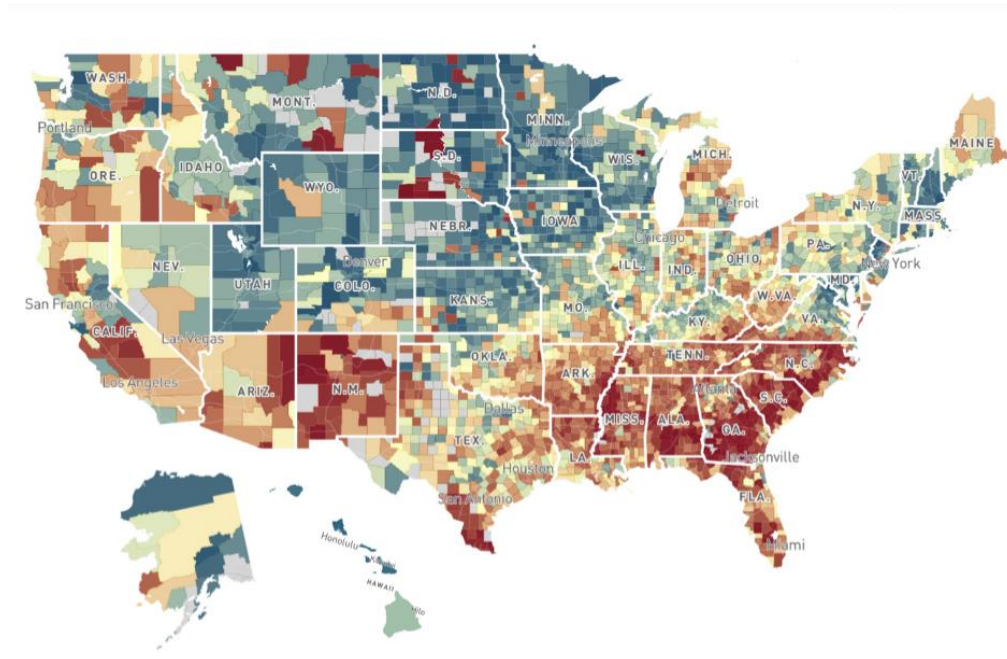 WASH.
MONT.
N.D.
MINN.
Minneapolis
Portland
MAINE
ORE.
IDAHO
S.D.
WIS.
MICH.
VT.
WYO.
N.Y.
MASS.
Detroit
NEBR.
IOWA
Chicago
PA.
New York
NEV.
UTAH
Denver
COLO.
ILL.
IND.
OHIO
MD.
San Francisco
KANS.
MO.
W.VA.
VA.
KY.
CALIF.
Las Vegas
Los Angeles
ARIZ.
N.M.
OKLA.
ARK.
TENN.
N.C.
Atlanta
S.C.
Dallas
MISS.
ALA.
GA.
TEX.
LA.
Jacksonville
Houston
San Antonio
FLA.
Miami
Honolulu
HAWAII
Hilo